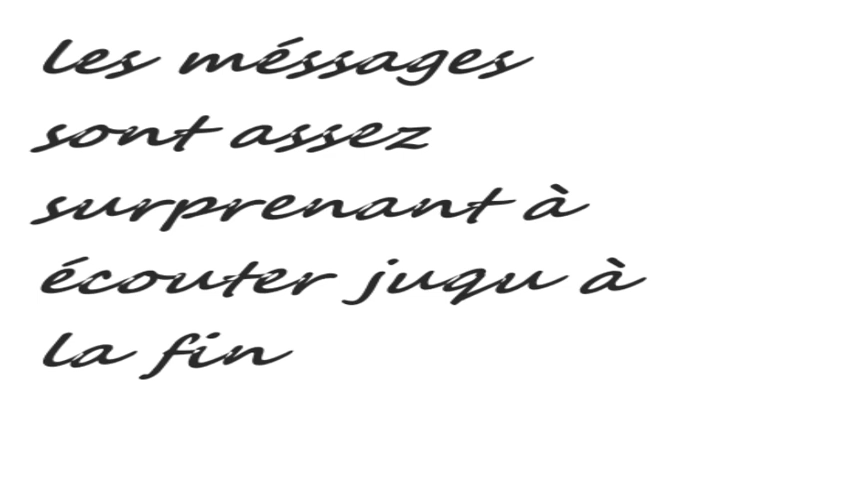 les méssages
sont assez
surprenant à
écouter juqu à
la fin